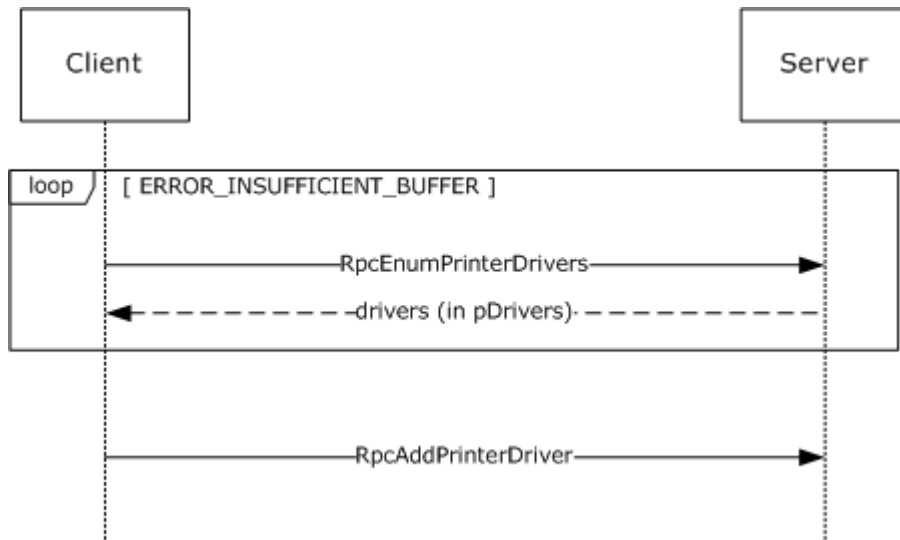 Client
Server
loop
[ ERROR_INSUFFICIENT_BUFFER ]
RpcEnumPrinterDrivers
drivers (in pDrivers)
RpcAddPrinterDriver